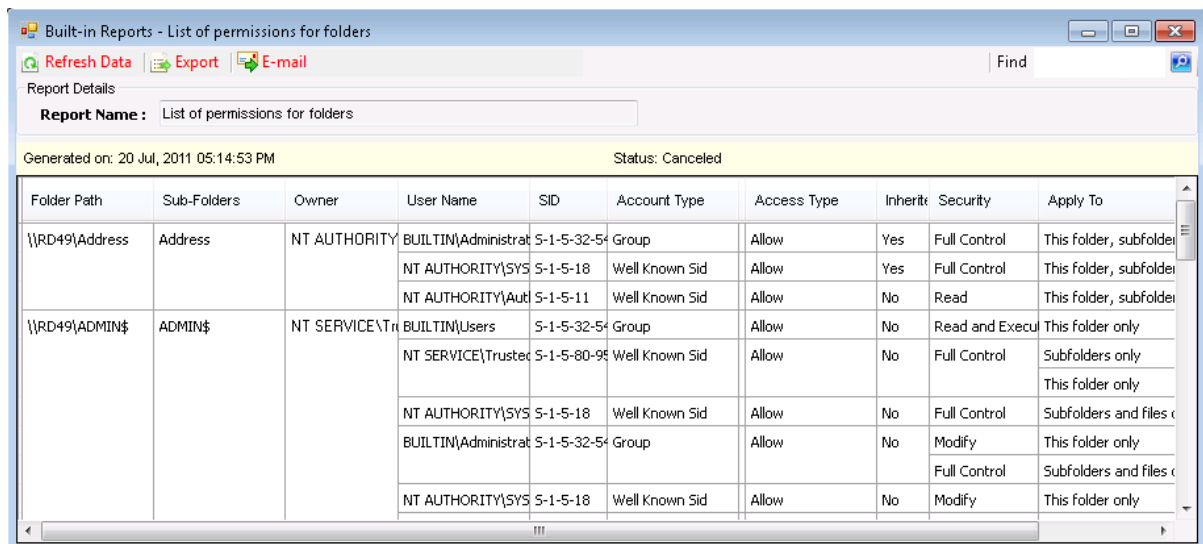 Built-in Reports - List of permissions for folders
Refresh Data Export E-mail Find
Report Details
Report Name : List of permissions for folders
Generated on: 20 Jul, 2011 05:14:53 PM Status: Canceled
Folder Path Sub-Folders Owner User Name SID Account Type Access Type Inherite Security Apply To
\\RD49\Address Address NT AUTHORITY BUILTIN\Administrat S-1-5-32-54 Group Allow Yes Full Control This folder, subfolder
NT AUTHORITY\SYS S-1-5-18 Well Known Sid Allow Yes Full Control This folder, subfolder
NT AUTHORITY\Aut S-1-5-11 Well Known Sid Allow No Read This folder, subfolder
\\RD49\ADMIN$ ADMIN$ NT SERVICE\Tr BUILTIN\Users S-1-5-32-54 Group Allow No Read and Execu This folder only
NT SERVICE\Trusted S-1-5-80-95 Well Known Sid Allow No Full Control Subfolders only
This folder only
NT AUTHORITY\SYS S-1-5-18 Well Known Sid Allow No Full Control Subfolders and files o
BUILTIN\Administrat S-1-5-32-54 Group Allow No Modify This folder only
Full Control Subfolders and files o
NT AUTHORITY\SYS S-1-5-18 Well Known Sid Allow No Modify This folder only